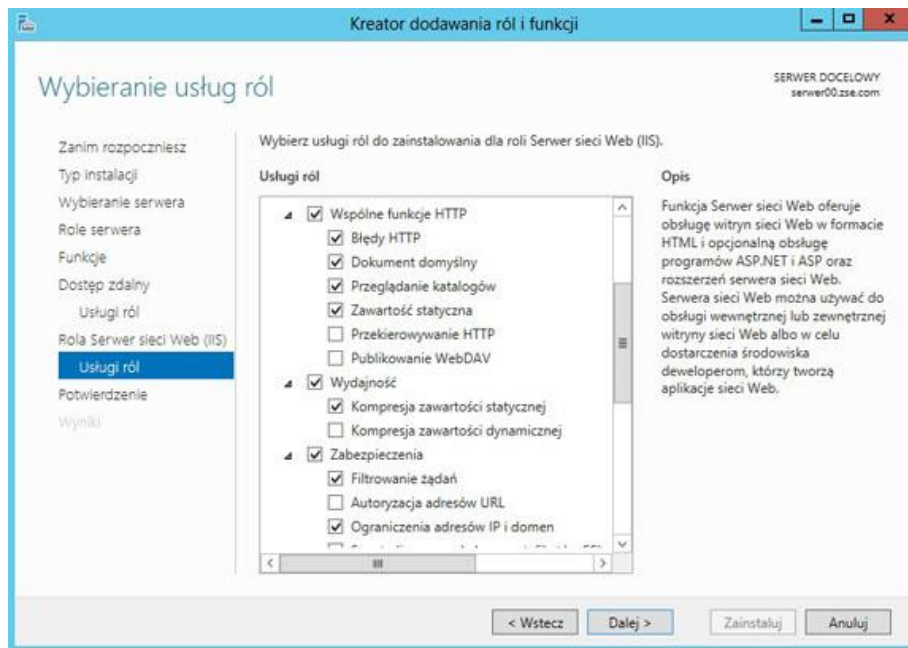 Kreator dodawania ról i funkcji
Wybieranie usług ról
SERWER DOCELOWY
serwer00.zse.com
Zanim rozpoczniesz
Typ instalacji
Wybieranie serwera
Role serwera
Funkcje
Dostęp zdalny
Usługi ról
Rola Serwer sieci Web (IIS)
Usługi ról
Potwierdzenie
Wyniki
Wybierz usługi ról do zainstalowania dla roli Serwer sieci Web (IIS).
Usługi ról
Wspólne funkcje HTTP
Błędy HTTP
Dokument domyślny
Przeglądanie katalogów
Zawartość statyczna
Przekierowywanie HTTP
Publikowanie WebDAV
Wydajność
Kompresja zawartości statycznej
Kompresja zawartości dynamicznej
Zabezpieczenia
Filtrowanie żądań
Autoryzacja adresów URL
Ograniczenia adresów IP i domen
Opis
Funkcja Serwer sieci Web oferuje
obsługę witryn sieci Web w formacie
HTML i opcjonalną obsługę
programów ASP.NET i ASP oraz
rozszerzeń serwera sieci Web.
Serwera sieci Web można używać do
obsługi wewnętrznej lub zewnętrznej
witryny sieci Web albo w celu
dostarczenia środowiska
deweloperom, którzy tworzą
aplikacje sieci Web.
< Wstecz
Dalej >
Zainstaluj
Anuluj